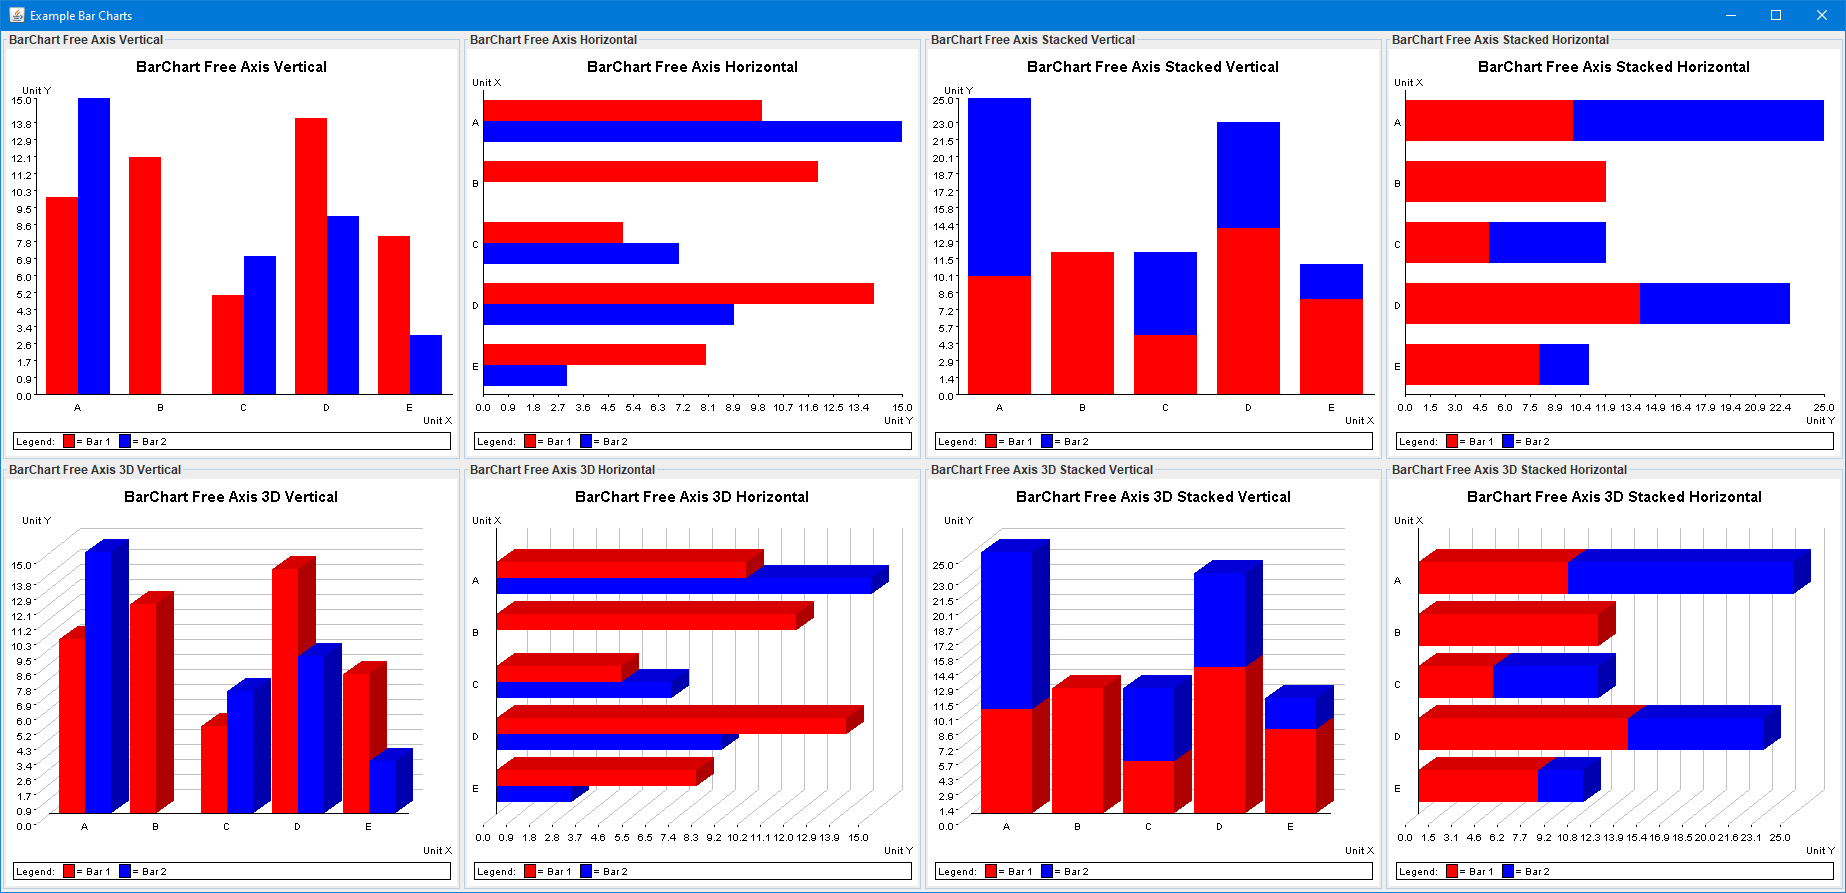 Example Bar Charts
BarChart Free Axis Vertical
BarChart Free Axis Vertical
Unit Y
15.0
13.8
12.9
12.1
11.2
10.3
9.5
8.6
7.8
6.9
6.0
5.2
4.3
3.4
2.6
1.7
0.9
0.0
A B C D E
Unit X
Legend: = Bar 1 = Bar 2
BarChart Free Axis Horizontal
BarChart Free Axis Horizontal
Unit X
A
B
C
D
E
0.0 0.9 1.8 2.7 3.6 4.5 5.4 6.3 7.2 8.1 8.9 9.8 10.7 11.6 12.5 13.4 15.0
Unit Y
Legend: = Bar 1 = Bar 2
BarChart Free Axis Stacked Vertical
BarChart Free Axis Stacked Vertical
Unit Y
25.0
23.0
21.5
20.1
18.7
17.2
15.8
14.4
12.9
11.5
10.1
8.6
7.2
5.7
4.3
2.9
1.4
0.0
A B C D E
Unit X
Legend: = Bar 1 = Bar 2
BarChart Free Axis Stacked Horizontal
BarChart Free Axis Stacked Horizontal
Unit X
A
B
C
D
E
0.0 1.5 3.0 4.5 6.0 7.5 8.9 10.4 11.9 13.4 14.9 16.4 17.9 19.4 20.9 22.4 25.0
Unit Y
Legend: = Bar 1 = Bar 2
BarChart Free Axis 3D Vertical
BarChart Free Axis 3D Vertical
Unit Y
15.0
13.8
12.9
12.1
11.2
10.3
9.5
8.6
7.8
6.9
6.0
5.2
4.3
3.4
2.6
1.7
0.9
0.0
A B C D E
Unit X
Legend: = Bar 1 = Bar 2
BarChart Free Axis 3D Horizontal
BarChart Free Axis 3D Horizontal
Unit X
A
B
C
D
E
0.0 0.9 1.8 2.8 3.7 4.6 5.5 6.5 7.4 8.3 9.2 10.2 11.1 12.0 12.9 13.9 15.0
Unit Y
Legend: = Bar 1 = Bar 2
BarChart Free Axis 3D Stacked Vertical
BarChart Free Axis 3D Stacked Vertical
Unit Y
25.0
23.0
21.5
20.1
18.7
17.2
15.8
14.4
12.9
11.5
10.1
8.6
7.2
5.7
4.3
2.9
1.4
0.0
A B C D E
Unit X
Legend: = Bar 1 = Bar 2
BarChart Free Axis 3D Stacked Horizontal
BarChart Free Axis 3D Stacked Horizontal
Unit X
A
B
C
D
E
0.0 1.5 3.1 4.6 6.2 7.7 9.2 10.8 12.3 13.9 15.4 16.9 18.5 20.0 21.6 23.1 25.0
Unit Y
Legend: = Bar 1 = Bar 2